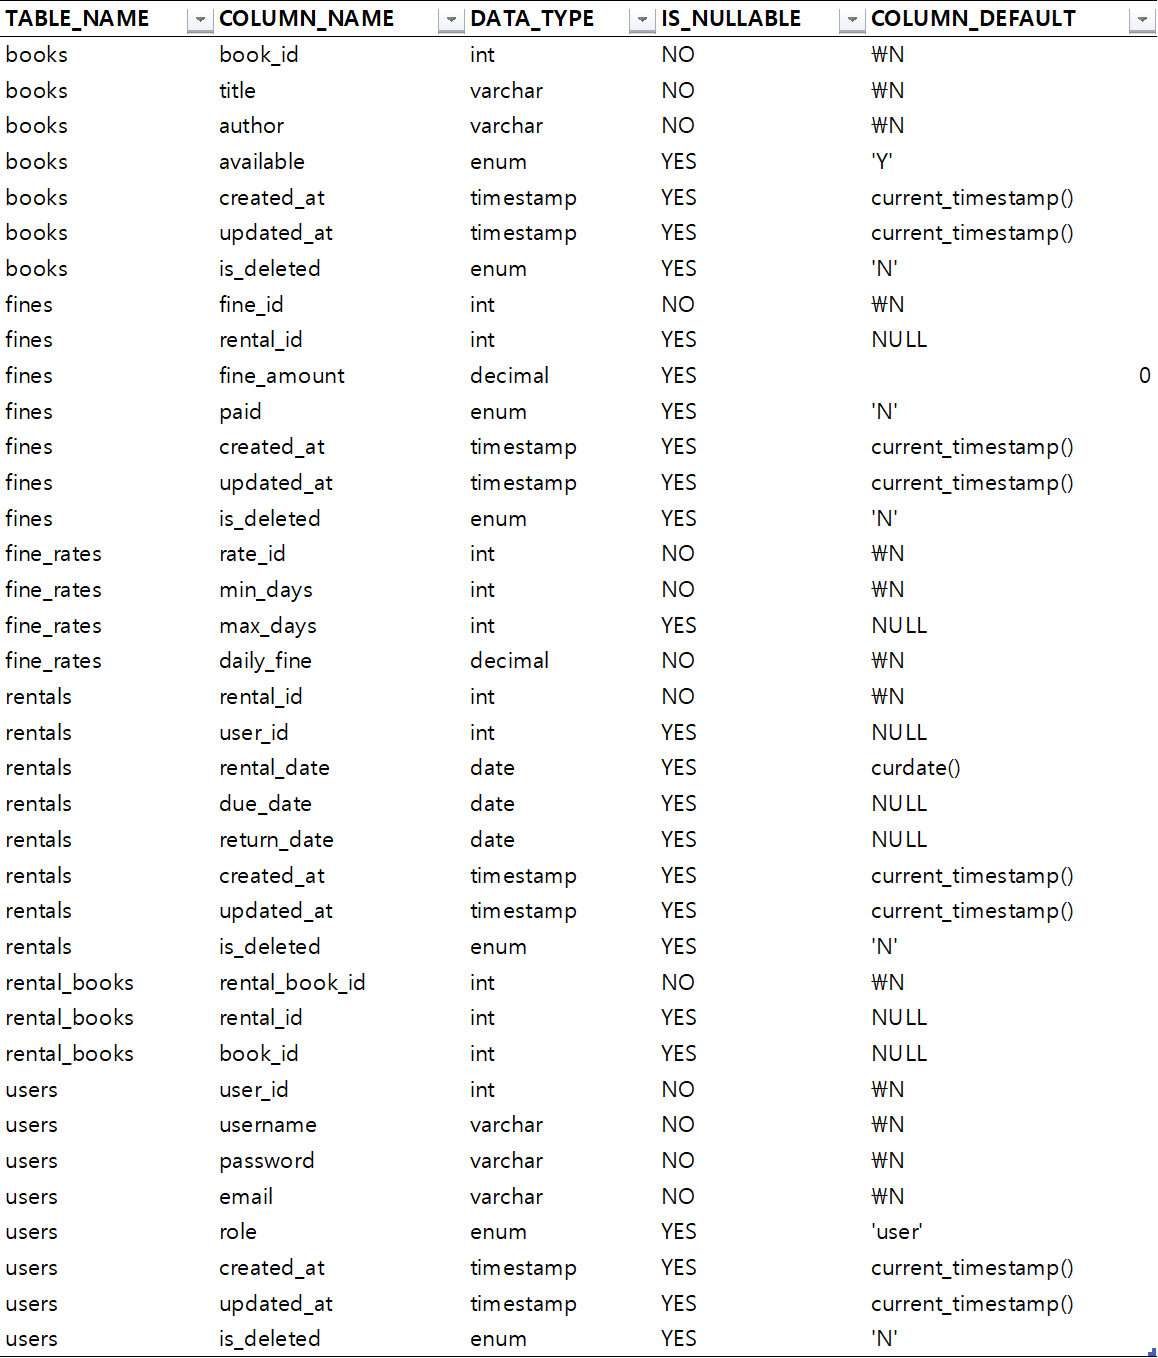 TABLE_NAME COLUMN_NAME DATA_TYPE IS_NULLABLE COLUMN_DEFAULT
books book_id int NO ₩N
books title varchar NO ₩N
books author varchar NO ₩N
books available enum YES 'Y'
books created_at timestamp YES current_timestamp()
books updated_at timestamp YES current_timestamp()
books is_deleted enum YES 'N'
fines fine_id int NO ₩N
fines rental_id int YES NULL
fines fine_amount decimal YES 0
fines paid enum YES 'N'
fines created_at timestamp YES current_timestamp()
fines updated_at timestamp YES current_timestamp()
fines is_deleted enum YES 'N'
fine_rates rate_id int NO ₩N
fine_rates min_days int NO ₩N
fine_rates max_days int YES NULL
fine_rates daily_fine decimal NO ₩N
rentals rental_id int NO ₩N
rentals user_id int YES NULL
rentals rental_date date YES curdate()
rentals due_date date YES NULL
rentals return_date date YES NULL
rentals created_at timestamp YES current_timestamp()
rentals updated_at timestamp YES current_timestamp()
rentals is_deleted enum YES 'N'
rental_books rental_book_id int NO ₩N
rental_books rental_id int YES NULL
rental_books book_id int YES NULL
users user_id int NO ₩N
users username varchar NO ₩N
users password varchar NO ₩N
users email varchar NO ₩N
users role enum YES 'user'
users created_at timestamp YES current_timestamp()
users updated_at timestamp YES current_timestamp()
users is_deleted enum YES 'N'